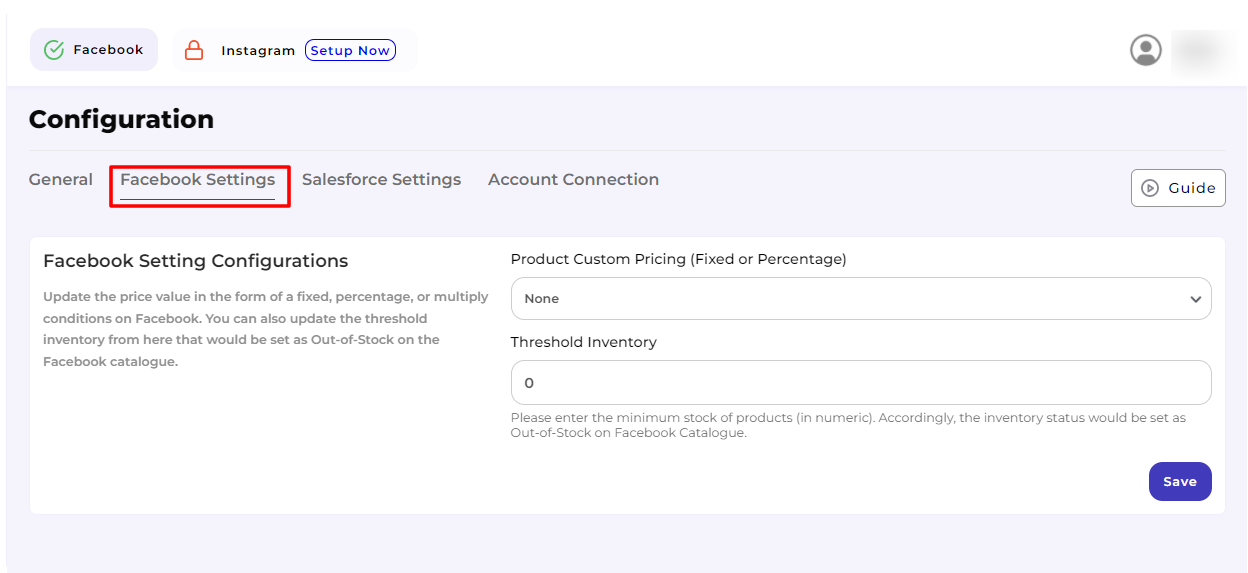 Facebook
Instagram Setup Now
Configuration
General Facebook Settings Salesforce Settings Account Connection
Guide
Facebook Setting Configurations
Update the price value in the form of a fixed, percentage, or multiply
conditions on Facebook. You can also update the threshold
inventory from here that would be set as Out-of-Stock on the
Facebook catalogue.
Product Custom Pricing (Fixed or Percentage)
None
Threshold Inventory
0
Please enter the minimum stock of products (in numeric). Accordingly, the inventory status would be set as
Out-of-Stock on Facebook Catalogue.
Save